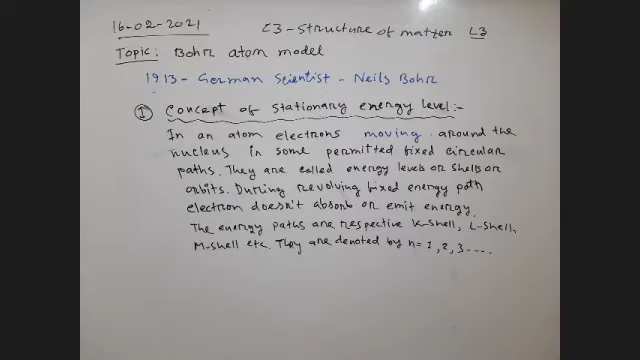 16-02-2021 C3-Structure of matter L3
Topic: Bohr atom model
1913 - German Scientist - Neils Bohr
I Concept of stationary energy level:-
In an atom electrons moving around the
nucleus in some permitted fixed circular
paths. They are called energy levels or shells or
orbits. During revolving fixed energy path
electron doesn't absorb or emit energy.
The energy paths are respective K-shell, L-shell,
M-shell etc. They are denoted by n= 1, 2, 3 ....